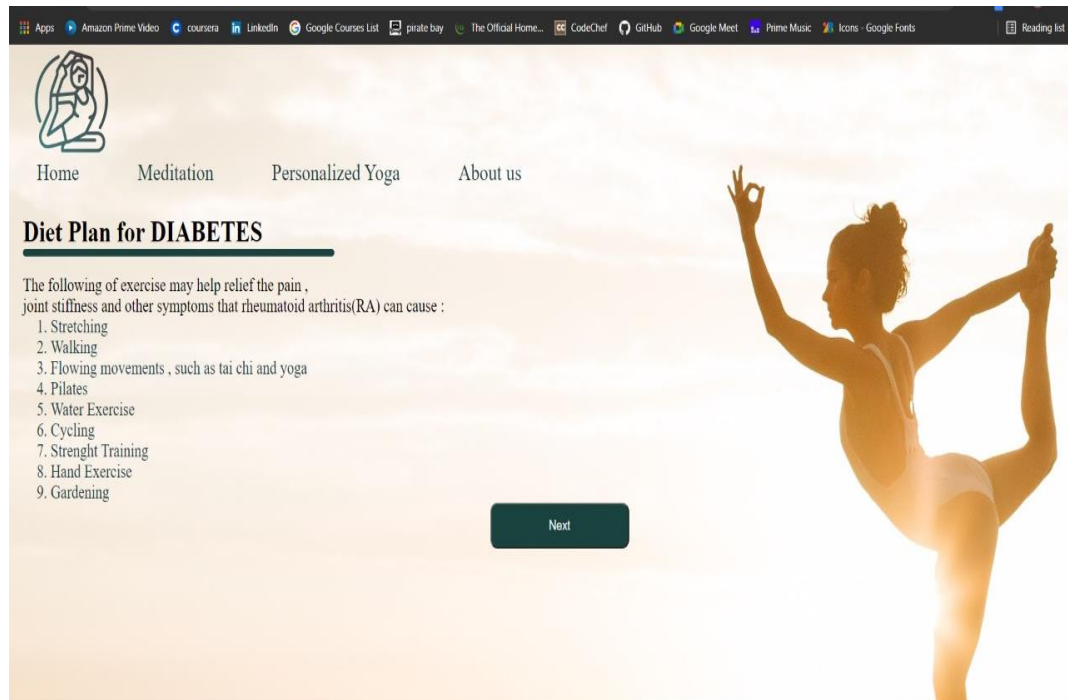 Apps Amazon Prime Video coursera LinkedIn Google Courses List pirate bay The Official Home... CodeChef GitHub Google Meet Prime Music Icons - Google Fonts Reading list
Home Meditation Personalized Yoga About us
Diet Plan for DIABETES
The following of exercise may help relief the pain ,
joint stiffness and other symptoms that rheumatoid arthritis(RA) can cause :
1. Stretching
2. Walking
3. Flowing movements , such as tai chi and yoga
4. Pilates
5. Water Exercise
6. Cycling
7. Strenght Training
8. Hand Exercise
9. Gardening
Next